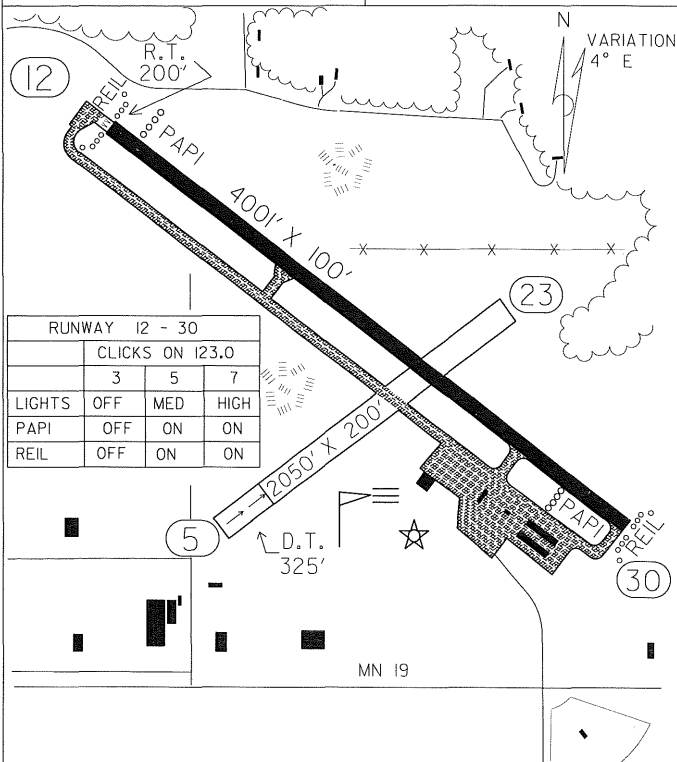 N
VARIATION
4° E
R.T.
200'
12
REIL
PAPI
4001' X 100'
23
RUNWAY 12 - 30
CLICKS ON 123.0
3 5 7
LIGHTS OFF MED HIGH
PAPI OFF ON ON
REIL OFF ON ON
2050' X 200'
5
D.T.
325'
PAPI
REIL
30
MN 19